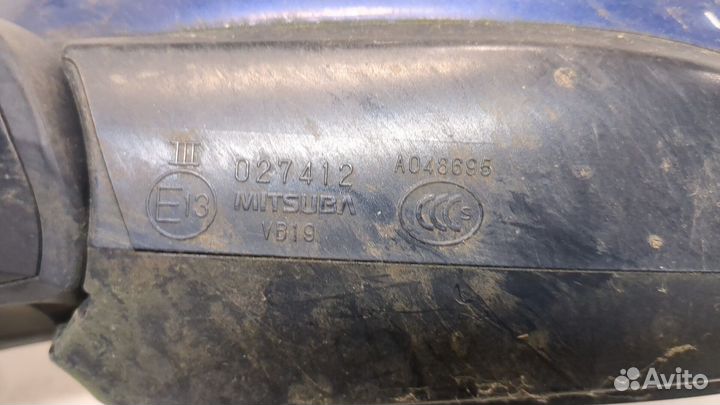 III 027412 A048695
E13 MITSUBA CCC S
VB19
Avito